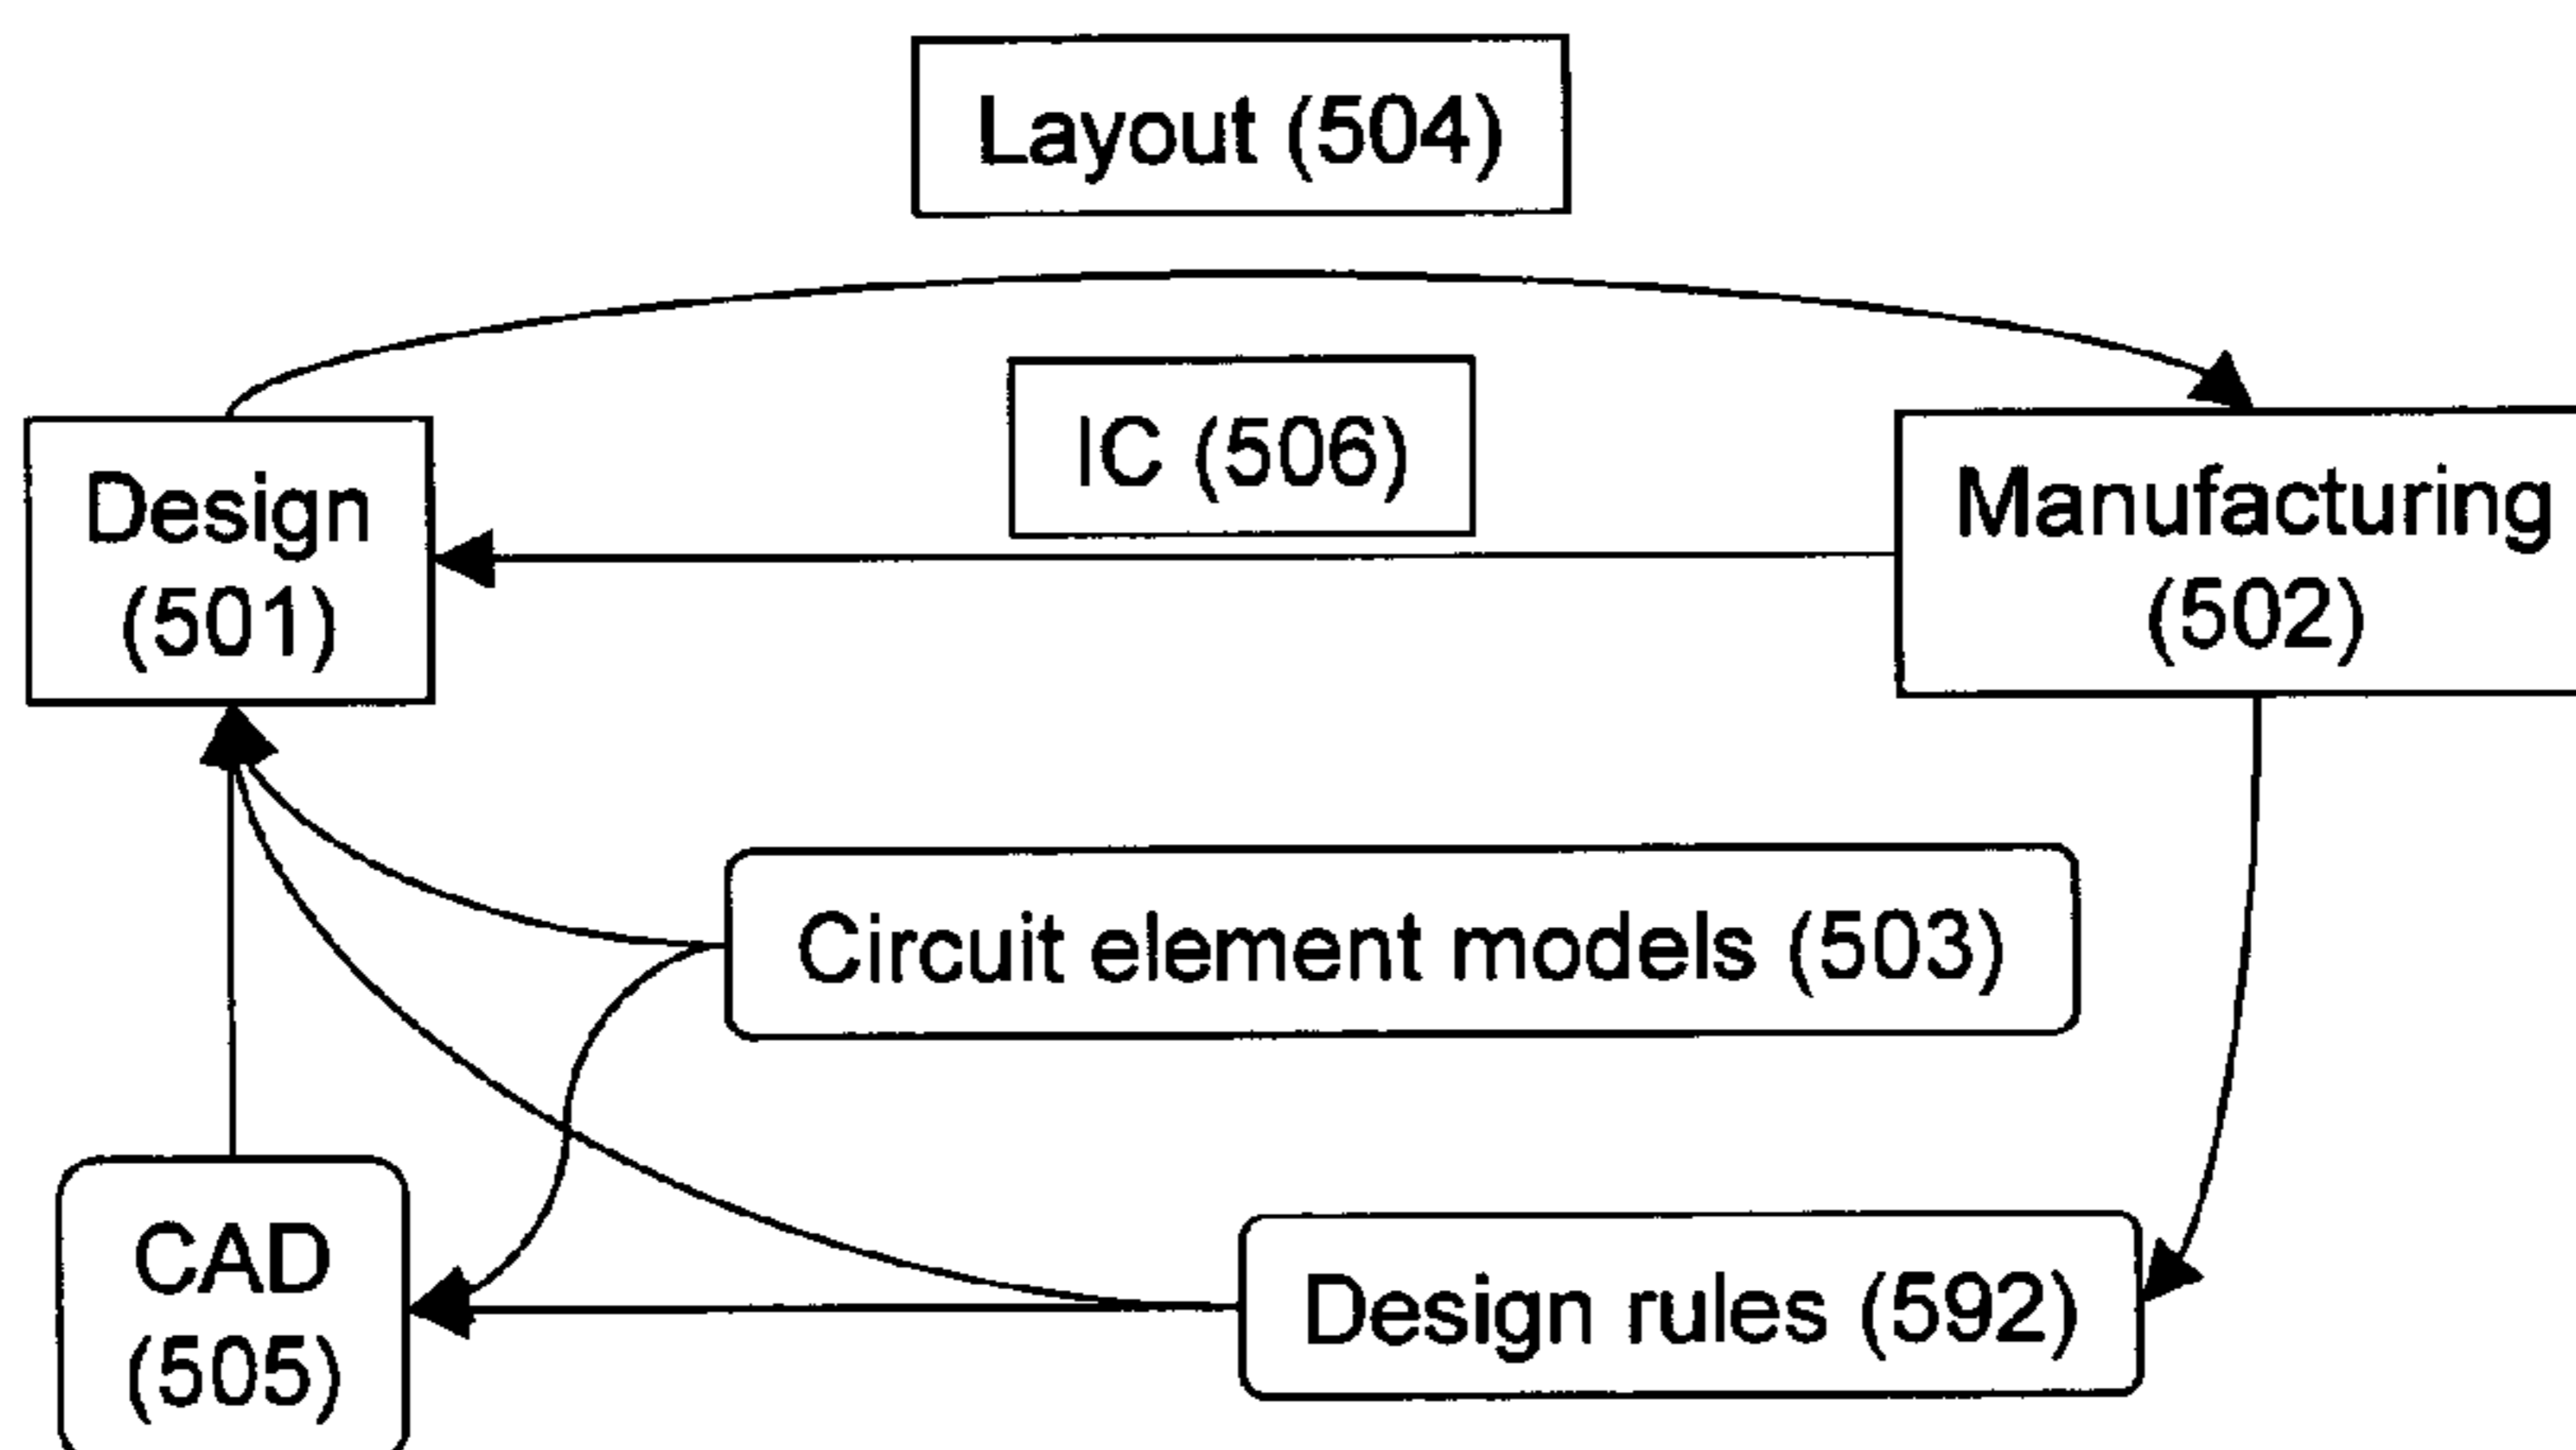 Layout (504)
IC (506)
Design
(501)
Manufacturing
(502)
Circuit element models (503)
CAD
(505)
Design rules (592)